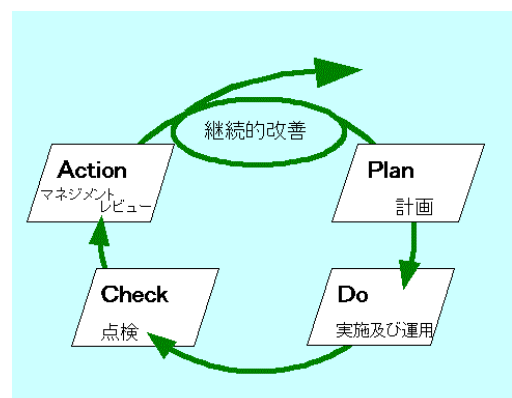 継続的改善
Action
マネジメント
レビュー
Plan
計画
Check
点検
Do
実施及び運用